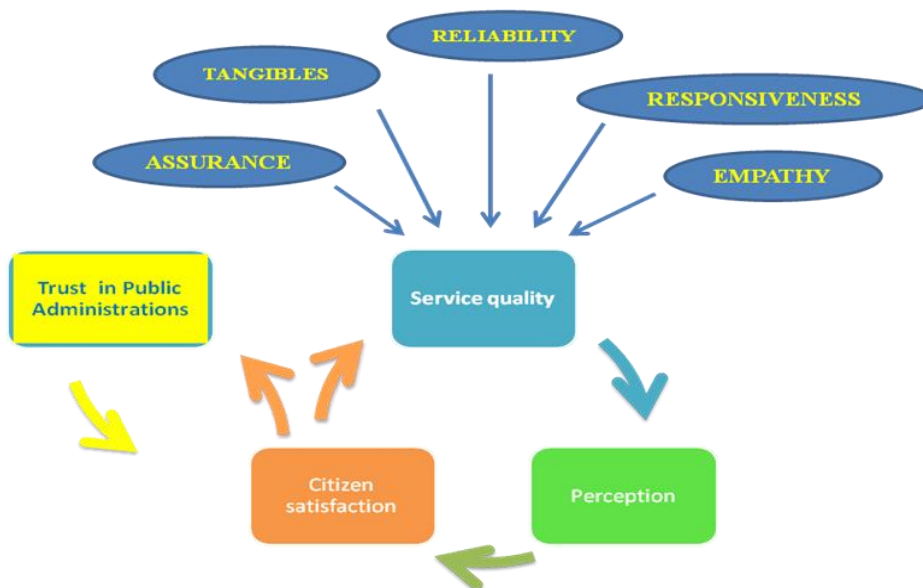 RELIABILITY
TANGIBLES
RESPONSIVENESS
ASSURANCE
EMPATHY
Trust in Public
Administrations
Service quality
Citizen
satisfaction
Perception